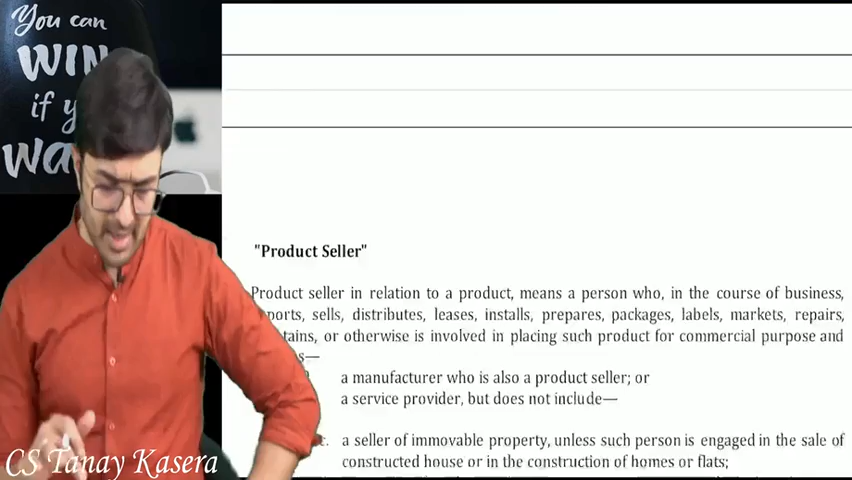 You can
WIN
if y
Wa
"Product Seller"
Product seller in relation to a product, means a person who, in the course of business,
ports, sells, distributes, leases, installs, prepares, packages, labels, markets, repairs,
tains, or otherwise is involved in placing such product for commercial purpose and
s—
a manufacturer who is also a product seller; or
a service provider, but does not include—
a seller of immovable property, unless such person is engaged in the sale of
constructed house or in the construction of homes or flats;
CS Tanay Kasera